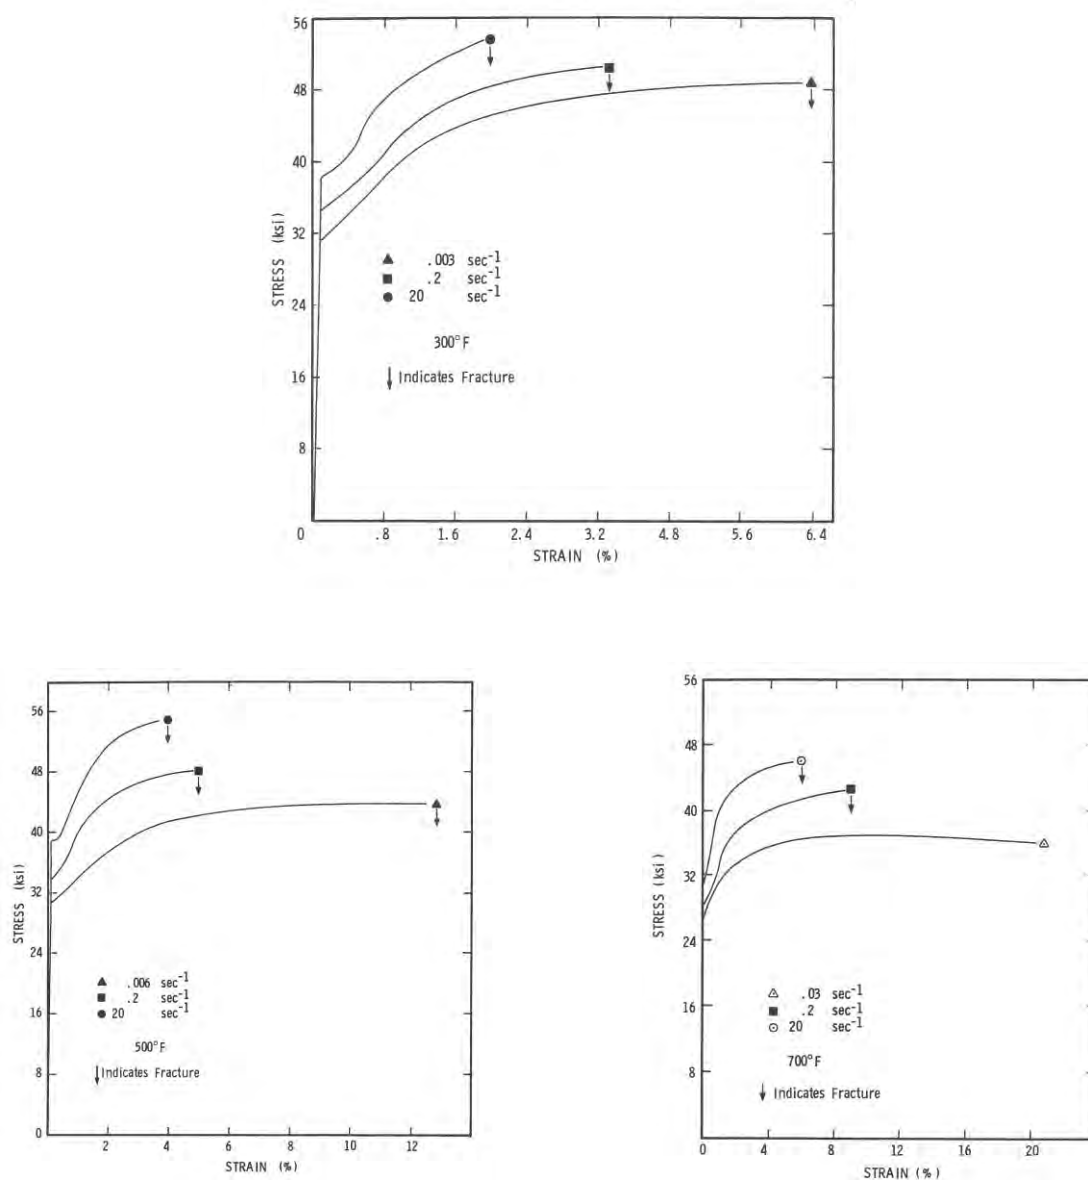 56
48
40
32
16
8
0
STRESS (ksi)
.003 sec-1
.2 sec-1
20 sec-1
300°F
Indicates Fracture
.8 1.6 2.4 3.2 4.0 4.8 5.6 6.4
STRAIN (%)
56
48
40
32
24
16
8
0
STRESS (ksi)
.006 sec-1
.2 sec-1
20 sec-1
500°F
Indicates Fracture
2 4 6 8 10 12
STRAIN (%)
56
48
40
32
24
16
8
STRESS (ksi)
.03 sec-1
.2 sec-1
20 sec-1
700°F
Indicates Fracture
0 4 8 12 16 20
STRAIN (%)